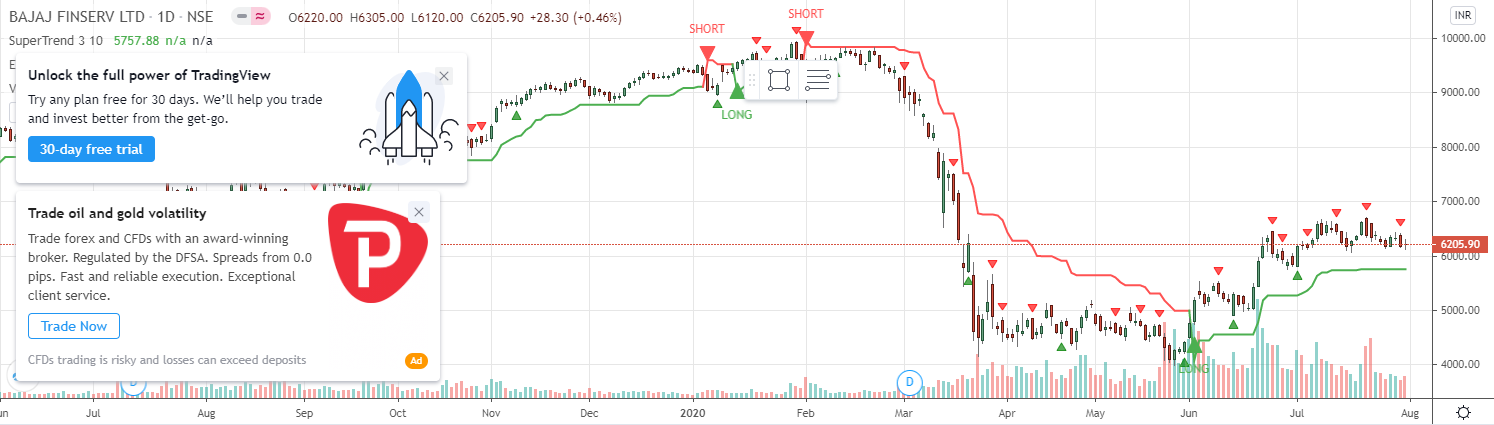 BAJAJ FINSERV LTD · 1D · NSE O6220.00 H6305.00 L6120.00 C6205.90 +28.30 (+0.46%)
INR
SuperTrend 3 10 5757.88 n/a n/a
E
V
Unlock the full power of TradingView
Try any plan free for 30 days. We'll help you trade
and invest better from the get-go.
30-day free trial
Trade oil and gold volatility
Trade forex and CFDs with an award-winning
broker. Regulated by the DFSA. Spreads from 0.0
pips. Fast and reliable execution. Exceptional
client service.
Trade Now
CFDs trading is risky and losses can exceed deposits
Ad
P
SHORT
SHORT
LONG
LONG
D
D
10000.00
9000.00
8000.00
7000.00
6205.90
6000.00
5000.00
4000.00
Jul Aug Sep Oct Nov Dec 2020 Feb Mar Apr May Jun Jul Aug